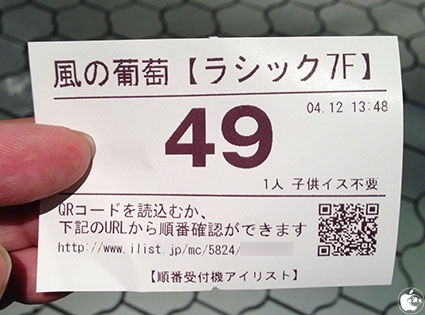 風の葡萄【ラシック7F】
04.12 13:48
49
1人 子供イス不要
QRコードを読込むか、
下記のURLから順番確認ができます
http://www.ilist.jp/mc/5824/
【順番受付機アイリスト】